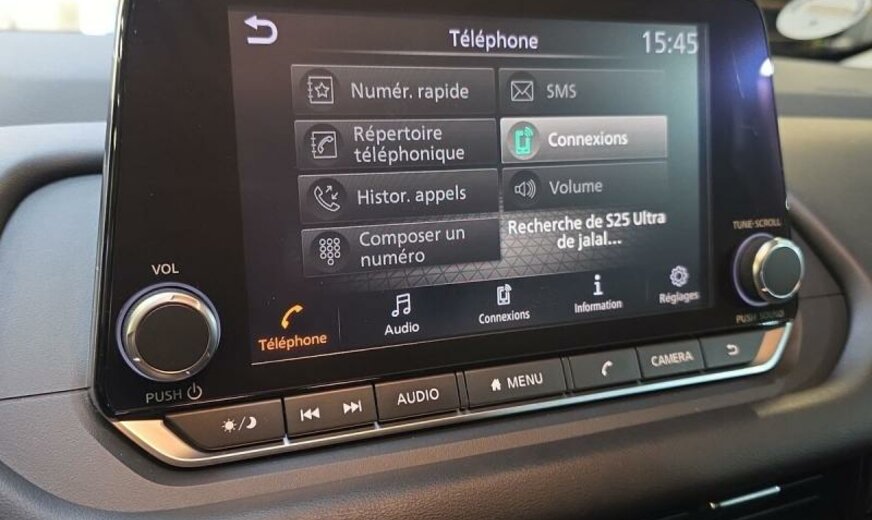 Téléphone
15:45
Numér. rapide
SMS
Répertoire
téléphonique
Connexions
Histor. appels
Volume
Composer un
numéro
Recherche de S25 Ultra
de jalal...
Téléphone
Audio
Connexions
Information
Réglages
VOL
PUSH
TUNE·SCROLL
PUSH SOUND
AUDIO
MENU
CAMERA